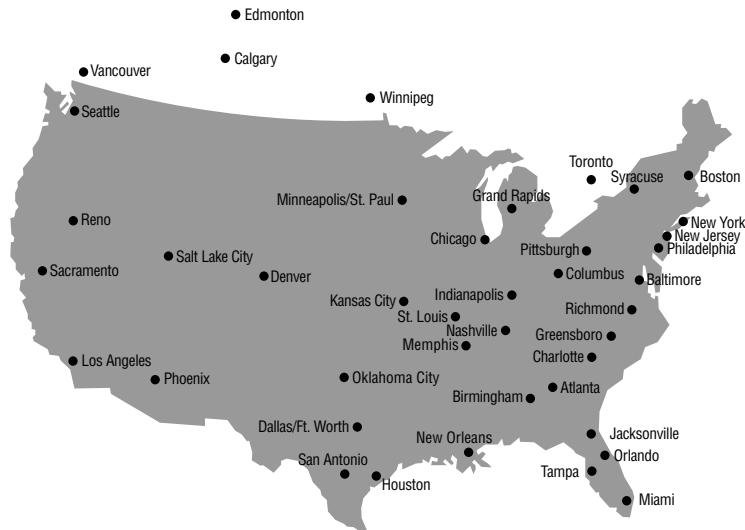 Edmonton
Calgary
Vancouver
Winnipeg
Seattle
Toronto
Syracuse
Boston
Minneapolis/St. Paul
Grand Rapids
Reno
New York
New Jersey
Chicago
Pittsburgh
Philadelphia
Salt Lake City
Sacramento
Denver
Columbus
Baltimore
Kansas City
Indianapolis
St. Louis
Richmond
Nashville
Greensboro
Memphis
Charlotte
Los Angeles
Phoenix
Oklahoma City
Atlanta
Birmingham
Dallas/Ft. Worth
New Orleans
Jacksonville
San Antonio
Orlando
Houston
Tampa
Miami